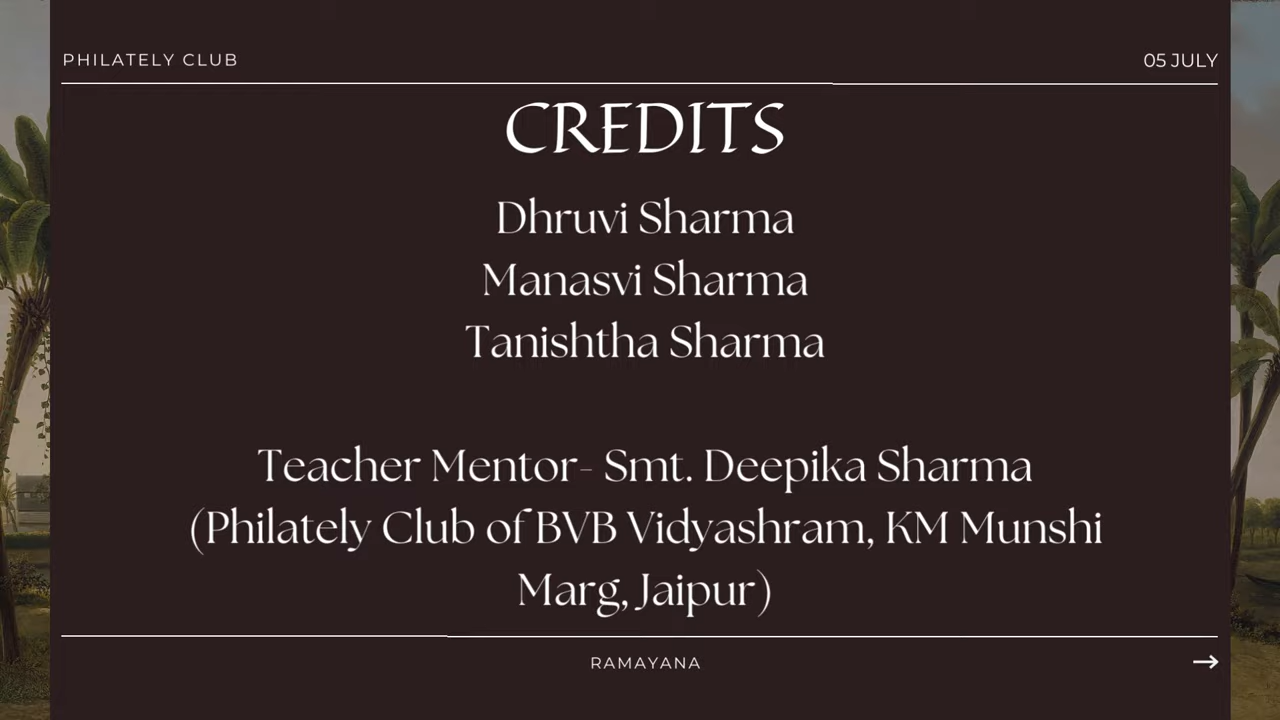 PHILATELY CLUB
05 JULY
CREDITS
Dhruvi Sharma
Manasvi Sharma
Tanishtha Sharma
Teacher Mentor- Smt. Deepika Sharma
(Philately Club of BVB Vidyashram, KM Munshi
Marg, Jaipur)
RAMAYANA